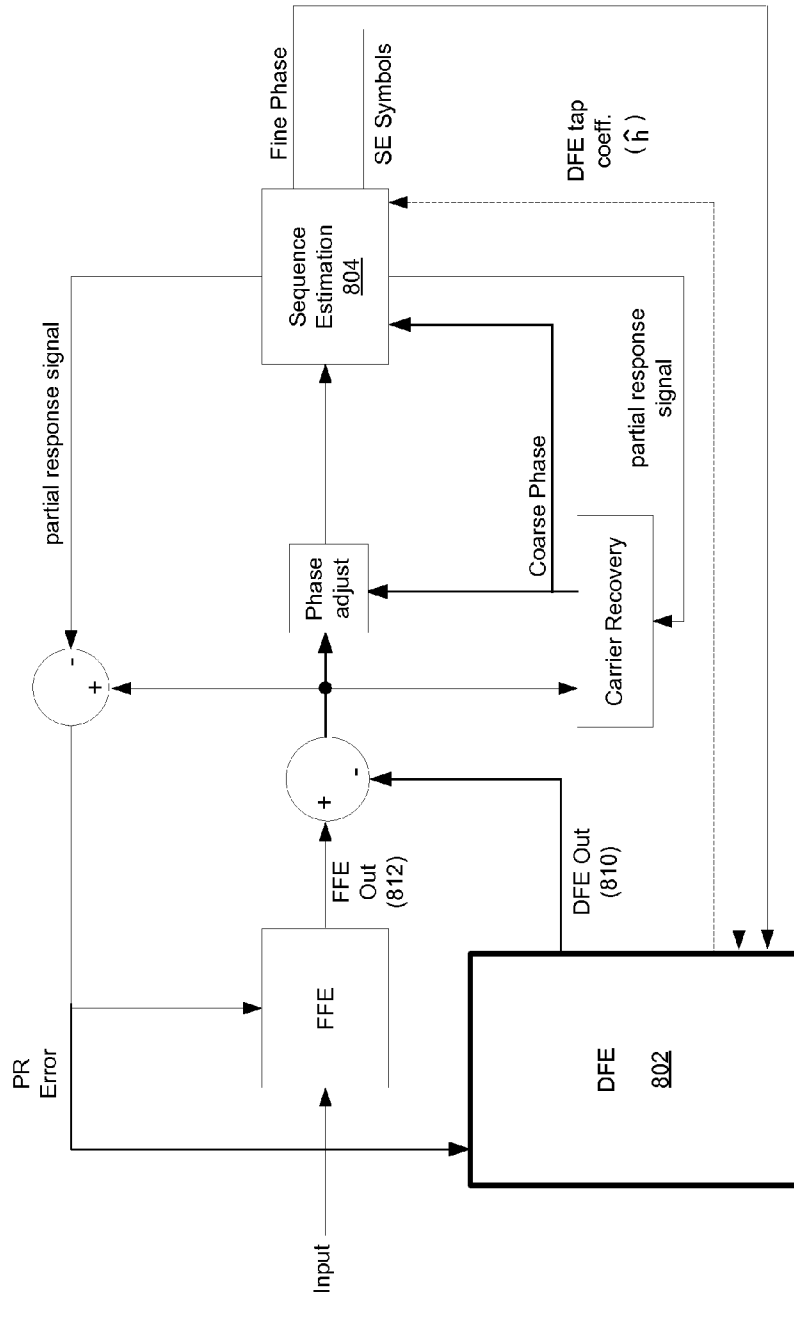 PR
Error
partial response signal
Input
FFE
FFE
Out
(812)
+
-
+
-
Phase
adjust
Sequence
Estimation
804
Fine Phase
SE Symbols
DFE
802
DFE Out
(810)
Carrier Recovery
Coarse Phase
partial response
signal
DFE tap
coeff.
(ĥ)